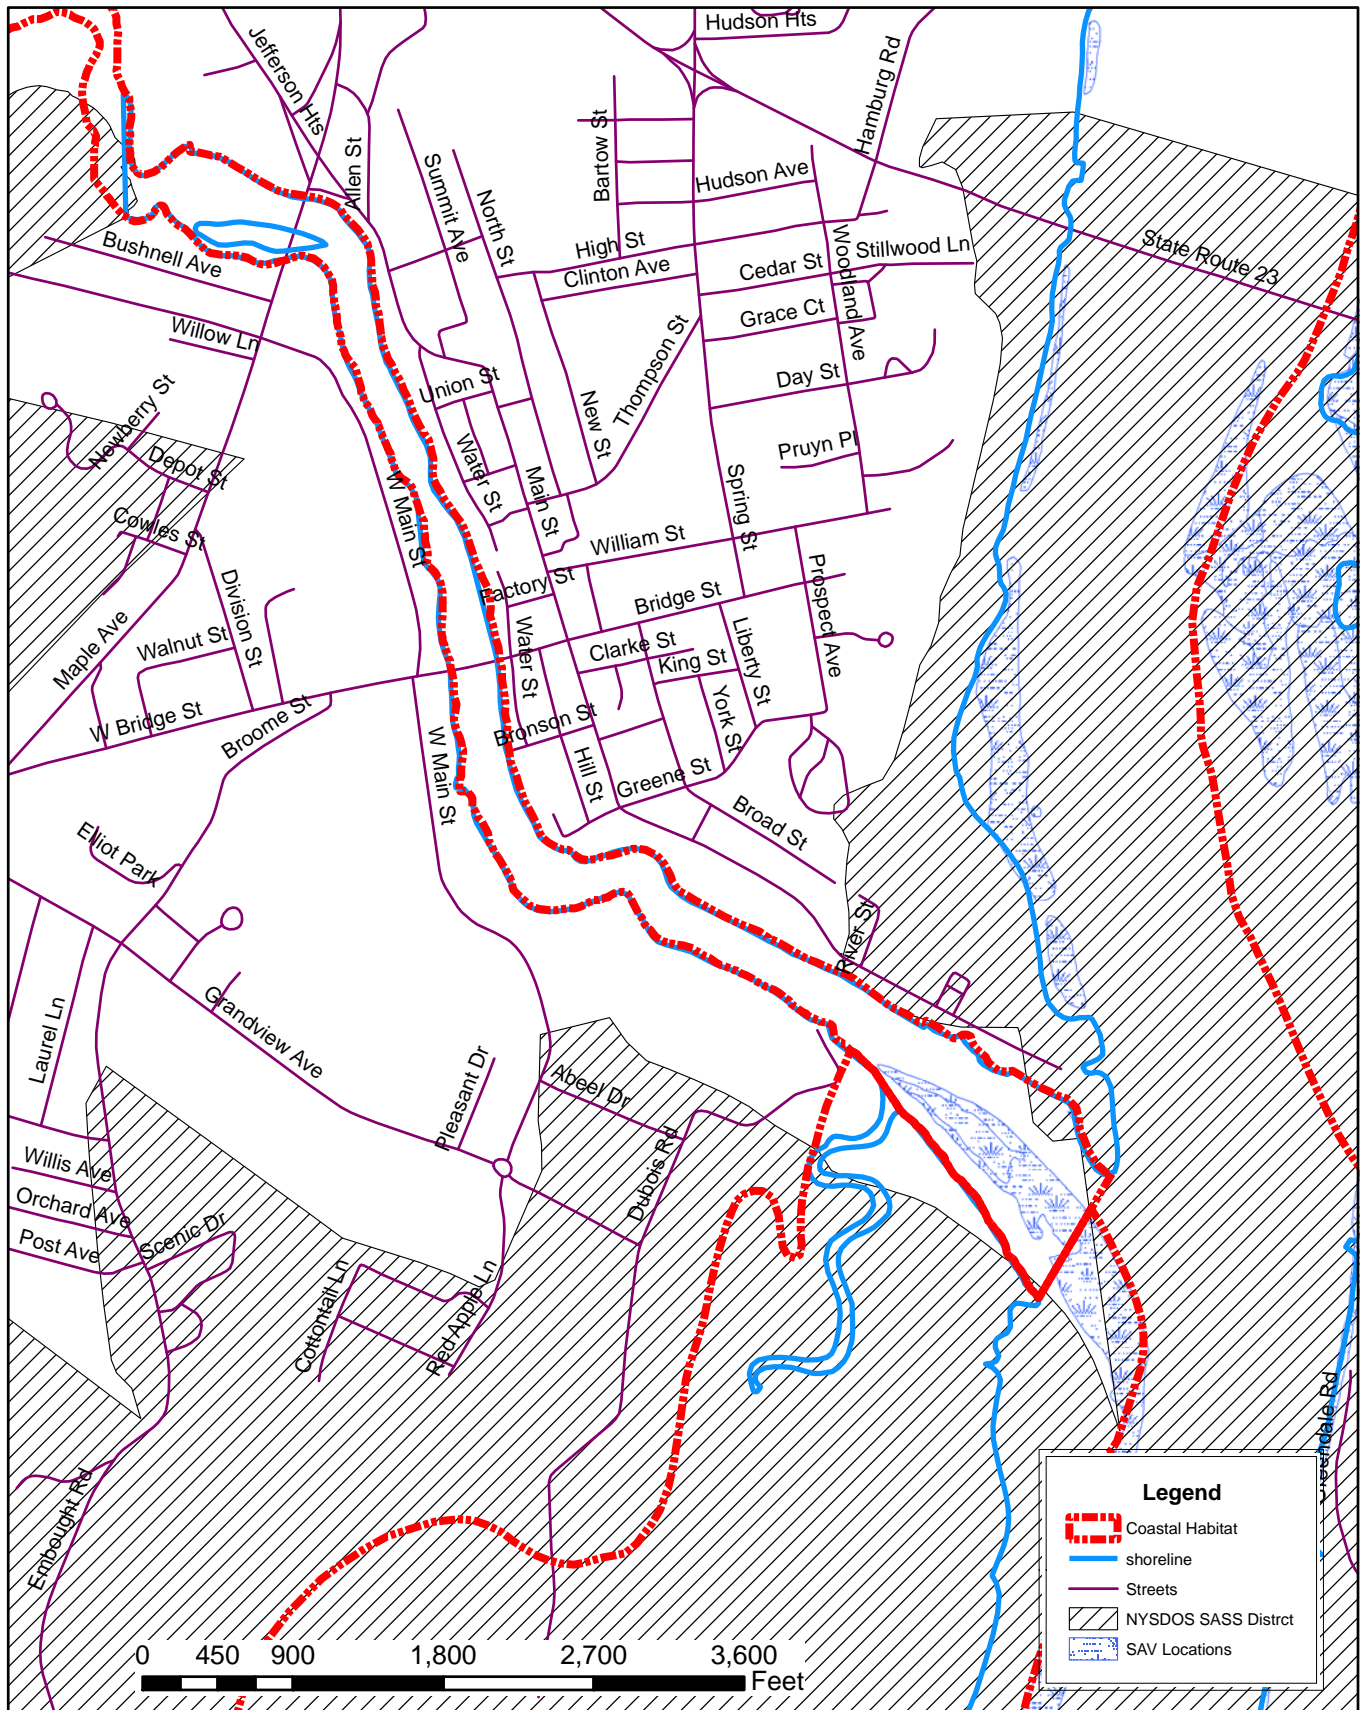 Hudson Hts
Jefferson Hts
Hamburg Rd
Bartow St
Allen St
Summit Ave
North St
Hudson Ave
High St
Clinton Ave
Cedar St
Stillwood Ln
Woodland Ave
State Route 23
Bushnell Ave
Grace Ct
Willow Ln
Thompson St
Union St
Day St
Newberry St
New St
Depot St
Water St
Pruyn Pl
W Main St
Main St
Spring St
Cowles St
William St
Division St
Factory St
Bridge St
Prospect Ave
Maple Ave
Walnut St
Water St
Clarke St
King St
Liberty St
W Bridge St
Broome St
Bronson St
York St
W Main St
Hill St
Greene St
Broad St
Elliot Park
River St
Laurel Ln
Grandview Ave
Pleasant Dr
Abeel Dr
Dubois Rd
Willis Ave
Orchard Ave
Post Ave
Scenic Dr
Cottontail Ln
Red Apple Ln
Embought Rd
Legend
Coastal Habitat
shoreline
Streets
NYSDOS SASS Distrct
SAV Locations
0 450 900 1,800 2,700 3,600
Feet